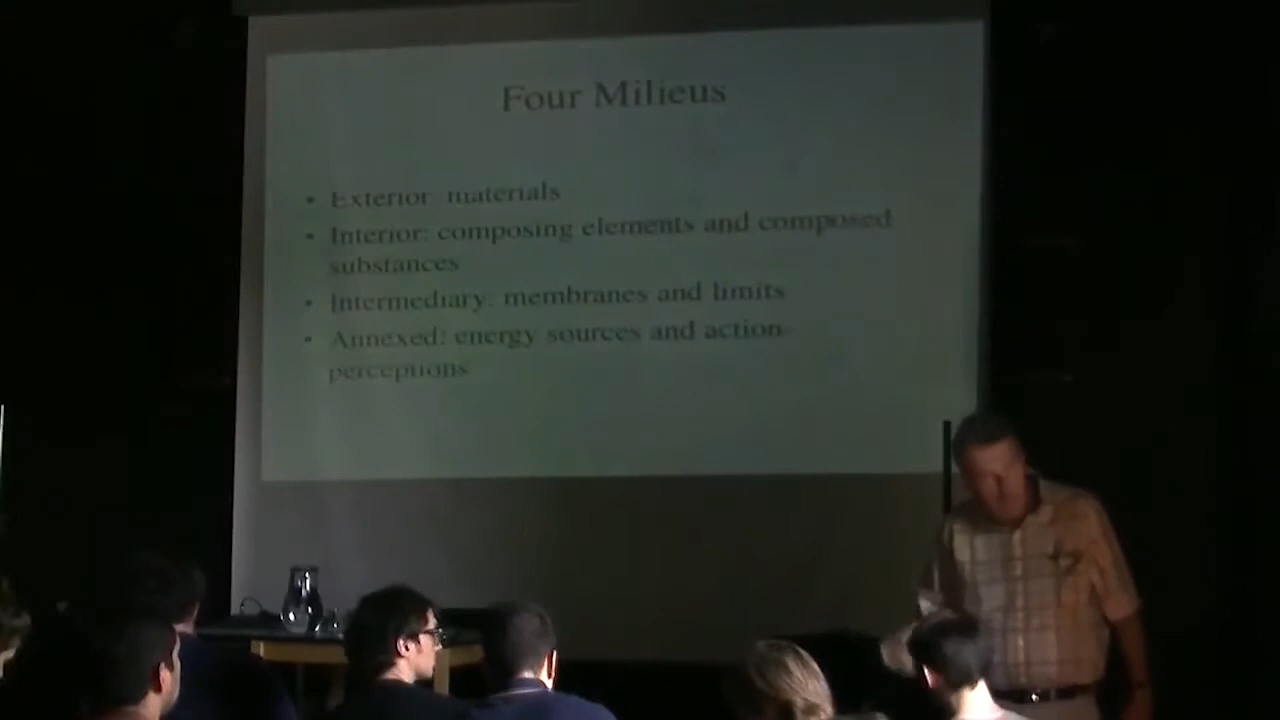 Four Milieus
• Exterior: materials
• Interior: composing elements and composed
substances
• Intermediary: membranes and limits
• Annexed: energy sources and action-
perceptions